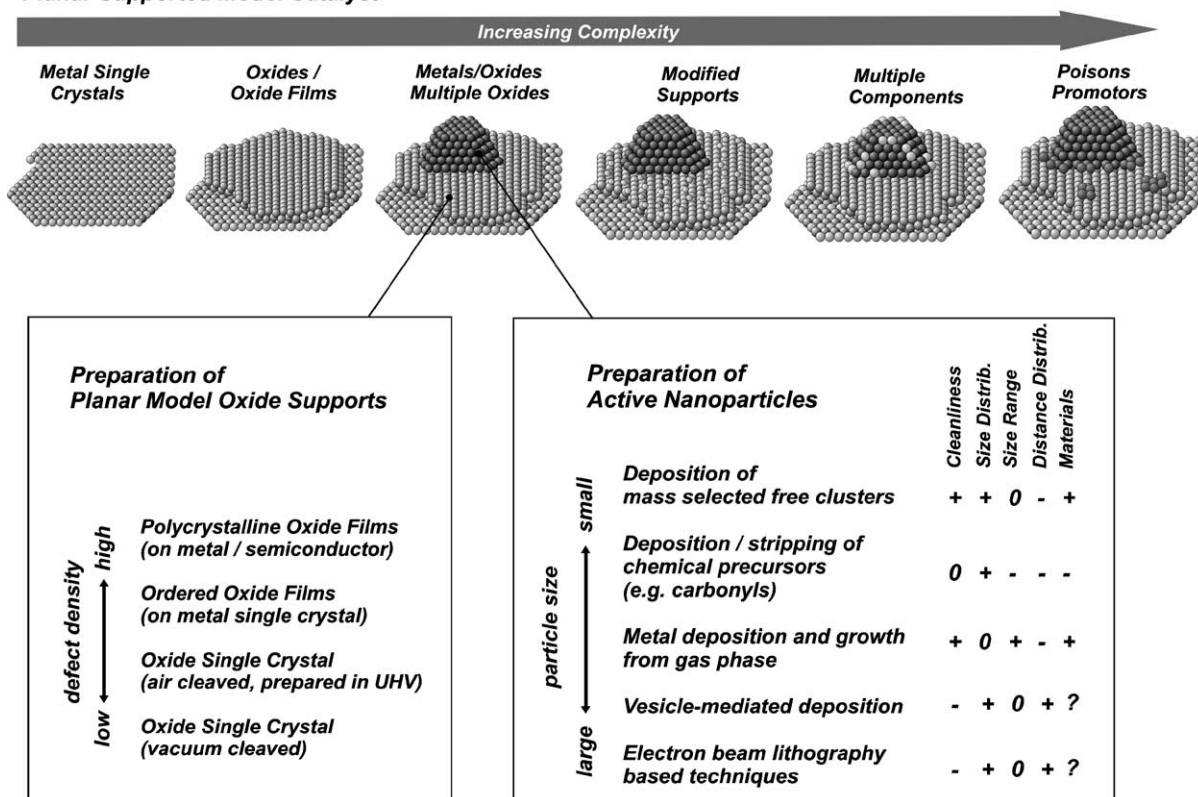 Planar Supported Model Catalyst
Increasing Complexity
Metal Single
Crystals
Oxides /
Oxide Films
Metals/Oxides
Multiple Oxides
Modified
Supports
Multiple
Components
Poisons
Promotors
Preparation of
Planar Model Oxide Supports
defect density
high
low
Polycrystalline Oxide Films
(on metal / semiconductor)
Ordered Oxide Films
(on metal single crystal)
Oxide Single Crystal
(air cleaved, prepared in UHV)
Oxide Single Crystal
(vacuum cleaved)
Preparation of
Active Nanoparticles
Cleanliness
Size Distrib.
Size Range
Distance Distrib.
Materials
particle size
small
large
Deposition of
mass selected free clusters + + 0 - +
Deposition / stripping of
chemical precursors
(e.g. carbonyls) 0 + - - -
Metal deposition and growth
from gas phase + 0 + - +
Vesicle-mediated deposition - + 0 + ?
Electron beam lithography
based techniques - + 0 + ?